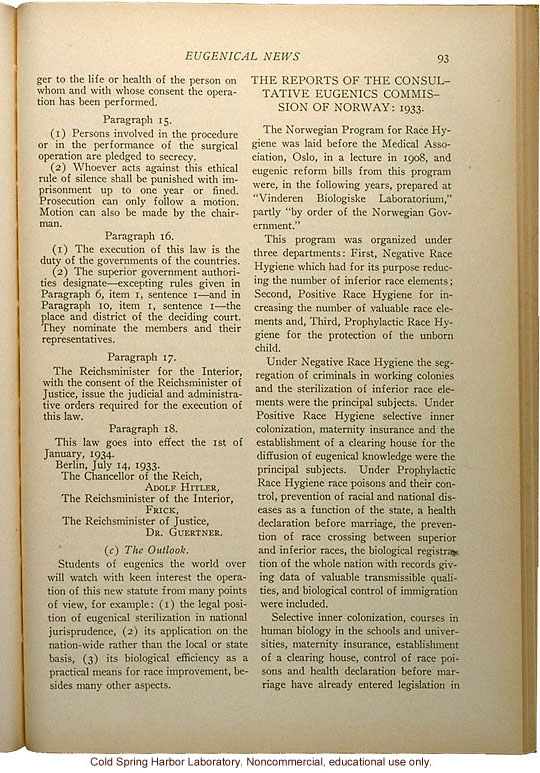 EUGENICAL NEWS 93
ger to the life or health of the person on
whom and with whose consent the opera-
tion has been performed.
Paragraph 15.
(1) Persons involved in the procedure
or in the performance of the surgical
operation are pledged to secrecy.
(2) Whoever acts against this ethical
rule of silence shall be punished with im-
prisonment up to one year or fined.
Prosecution can only follow a motion.
Motion can also be made by the chair-
man.
Paragraph 16.
(1) The execution of this law is the
duty of the governments of the countries.
(2) The superior government authori-
ties designate—excepting rules given in
Paragraph 6, item 1, sentence 1—and in
Paragraph 10, item 1, sentence 1—the
place and district of the deciding court.
They nominate the members and their
representatives.
Paragraph 17.
The Reichsminister for the Interior,
with the consent of the Reichsminister of
Justice, issue the judicial and administra-
tive orders required for the execution of
this law.
Paragraph 18.
This law goes into effect the 1st of
January, 1934.
Berlin, July 14, 1933.
The Chancellor of the Reich,
ADOLF HITLER,
The Reichsminister of the Interior,
FRICK,
The Reichsminister of Justice,
DR. GUERTNER.
(c) The Outlook.
Students of eugenics the world over
will watch with keen interest the opera-
tion of this new statute from many points
of view, for example: (1) the legal posi-
tion of eugenical sterilization in national
jurisprudence, (2) its application on the
nation-wide rather than the local or state
basis, (3) its biological efficiency as a
practical means for race improvement, be-
sides many other aspects.
THE REPORTS OF THE CONSUL-
TATIVE EUGENICS COMMIS-
SION OF NORWAY: 1933.
The Norwegian Program for Race Hy-
giene was laid before the Medical Asso-
ciation, Oslo, in a lecture in 1908, and
eugenic reform bills from this program
were, in the following years, prepared at
"Vinderen Biologiske Laboratorium,"
partly "by order of the Norwegian Gov-
ernment."
This program was organized under
three departments: First, Negative Race
Hygiene which had for its purpose reduc-
ing the number of inferior race elements;
Second, Positive Race Hygiene for in-
creasing the number of valuable race ele-
ments and, Third, Prophylactic Race Hy-
giene for the protection of the unborn
child.
Under Negative Race Hygiene the seg-
regation of criminals in working colonies
and the sterilization of inferior race ele-
ments were the principal subjects. Under
Positive Race Hygiene selective inner
colonization, maternity insurance and the
establishment of a clearing house for the
diffusion of eugenical knowledge were the
principal subjects. Under Prophylactic
Race Hygiene race poisons and their con-
trol, prevention of racial and national dis-
eases as a function of the state, a health
declaration before marriage, the preven-
tion of race crossing between superior
and inferior races, the biological registra-
tion of the whole nation with records giv-
ing data of valuable transmissible quali-
ties, and biological control of immigration
were included.
Selective inner colonization, courses in
human biology in the schools and univer-
sities, maternity insurance, establishment
of a clearing house, control of race poi-
sons and health declaration before mar-
riage have already entered legislation in
Cold Spring Harbor Laboratory. Noncommercial, educational use only.